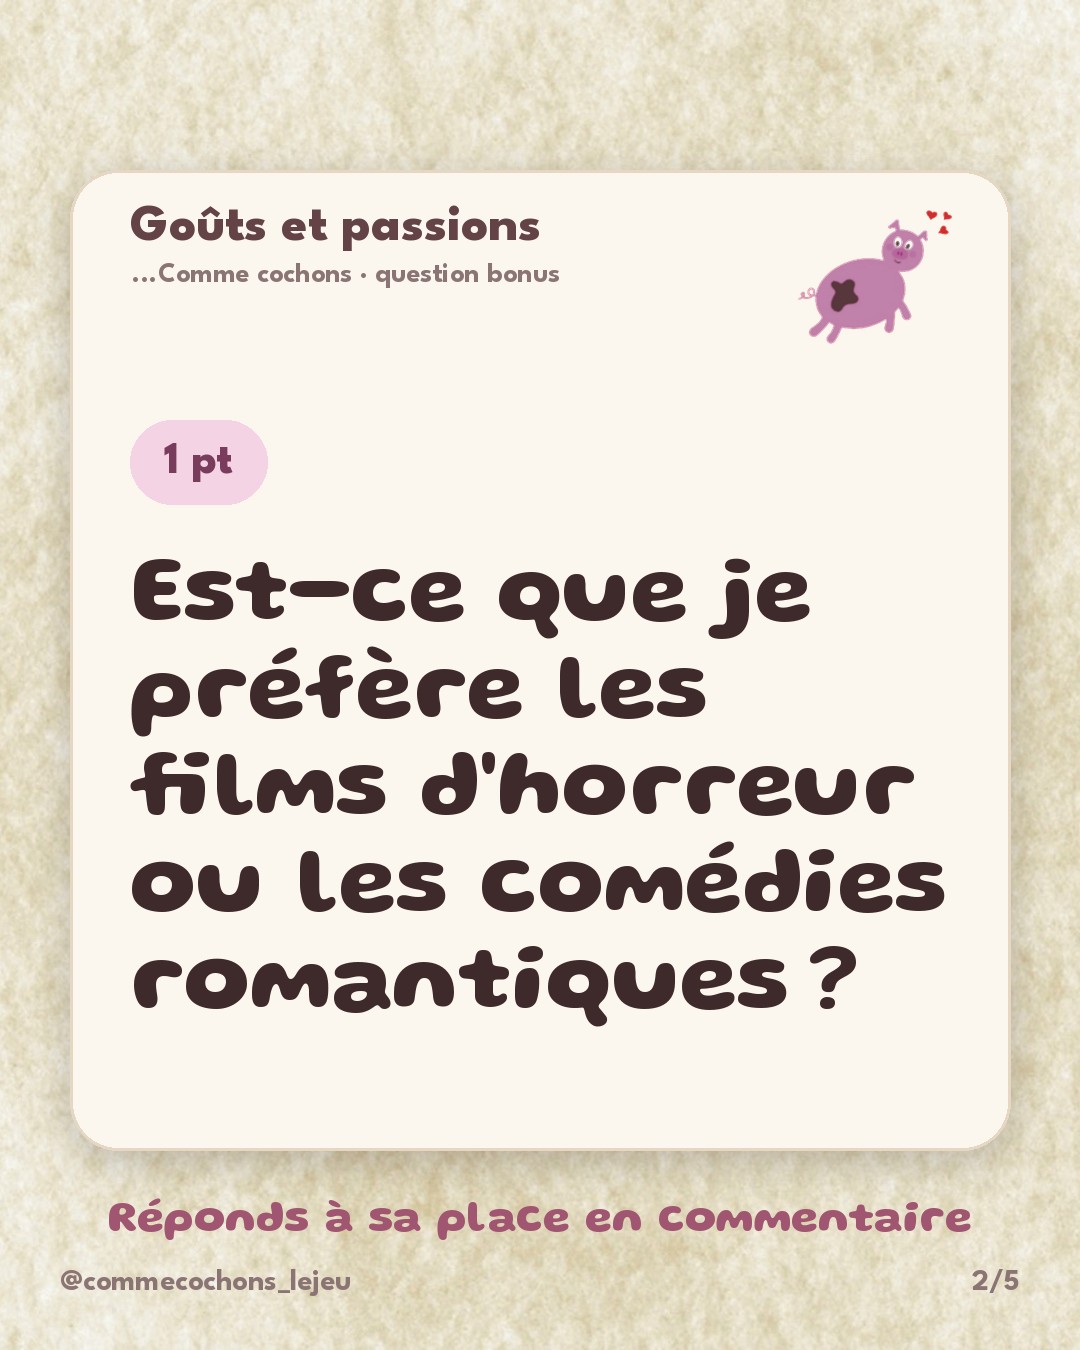 Goûts et passions
...Comme cochons · question bonus
1 pt
Est-ce que je
préfère les
films d'horreur
ou les comédies
romantiques ?
Réponds à sa place en commentaire
@commecochons_lejeu
2/5